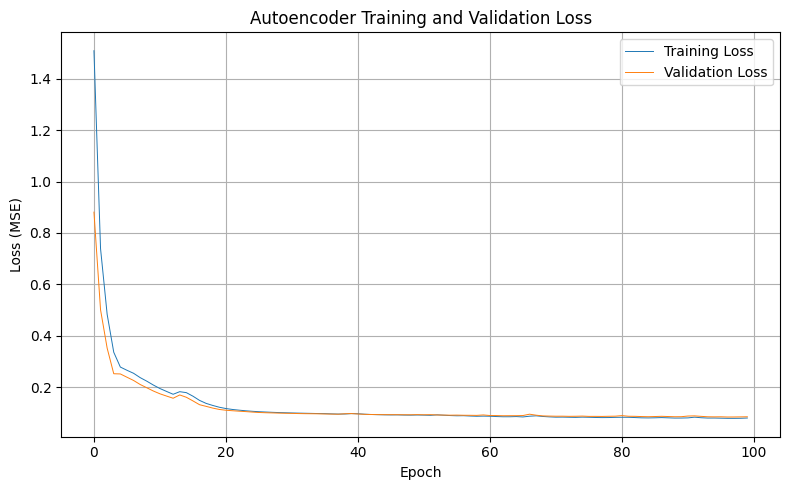 Autoencoder Training and Validation Loss
Training Loss
Validation Loss
1.4
1.2
1.0
0.8
0.6
0.4
0.2
Loss (MSE)
0 20 40 60 80 100
Epoch